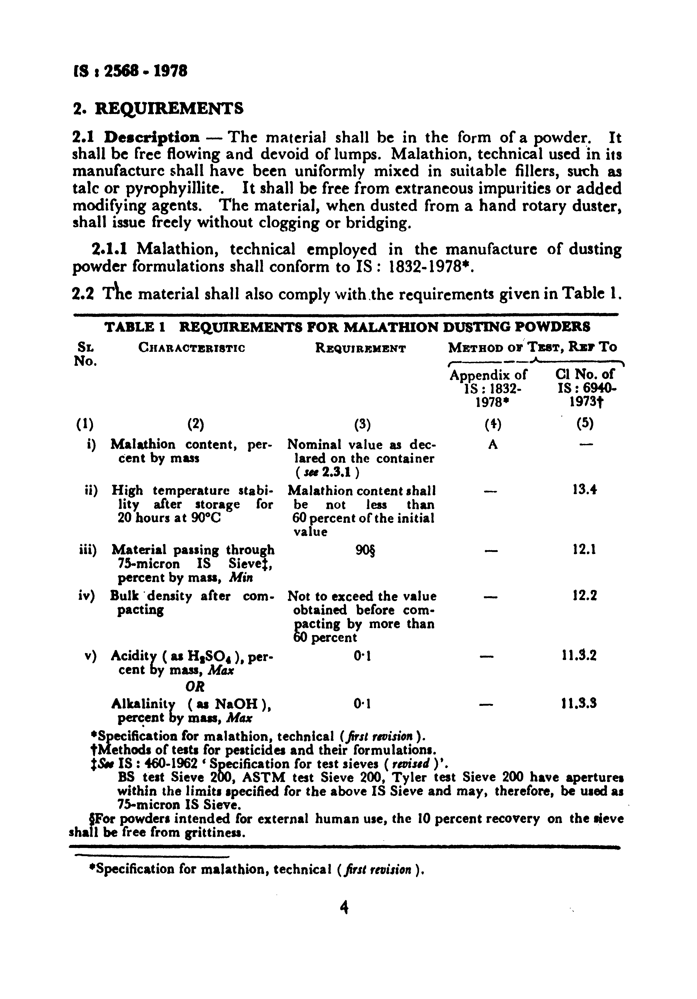 IS : 2568 - 1978
2. REQUIREMENTS
2.1 Description — The material shall be in the form of a powder. It
shall be free flowing and devoid of lumps. Malathion, technical used in its
manufacture shall have been uniformly mixed in suitable fillers, such as
talc or pyrophyillite. It shall be free from extraneous impurities or added
modifying agents. The material, when dusted from a hand rotary duster,
shall issue freely without clogging or bridging.
2.1.1 Malathion, technical employed in the manufacture of dusting
powder formulations shall conform to IS : 1832-1978*.
2.2 The material shall also comply with the requirements given in Table 1.
TABLE 1 REQUIREMENTS FOR MALATHION DUSTING POWDERS
SL CHARACTERISTIC REQUIREMENT METHOD OF TEST, REF TO
No.
Appendix of Cl No. of
IS : 1832- IS : 6940-
1978* 1973†
(1) (2) (3) (4) (5)
i) Malathion content, per- Nominal value as dec- A —
cent by mass lared on the container
( see 2.3.1 )
ii) High temperature stabi- Malathion content shall — 13.4
lity after storage for be not less than
20 hours at 90°C 60 percent of the initial
value
iii) Material passing through 90§ — 12.1
75-micron IS Sieve‡,
percent by mass, Min
iv) Bulk density after com- Not to exceed the value — 12.2
pacting obtained before com-
pacting by more than
60 percent
v) Acidity ( as H₂SO₄ ), per- 0·1 — 11.3.2
cent by mass, Max
OR
Alkalinity ( as NaOH ), 0·1 — 11.3.3
percent by mass, Max
*Specification for malathion, technical ( first revision ).
†Methods of tests for pesticides and their formulations.
‡See IS : 460-1962 ‘ Specification for test sieves ( revised )’.
BS test Sieve 200, ASTM test Sieve 200, Tyler test Sieve 200 have apertures
within the limits specified for the above IS Sieve and may, therefore, be used as
75-micron IS Sieve.
§For powders intended for external human use, the 10 percent recovery on the sieve
shall be free from grittiness.
*Specification for malathion, technical ( first revision ).
4